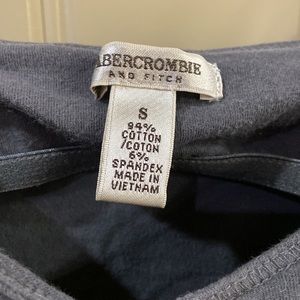 ABERCROMBIE
AND FITCH
S
94%
COTTON
/COTON
6%
SPANDEX
MADE IN
VIETNAM